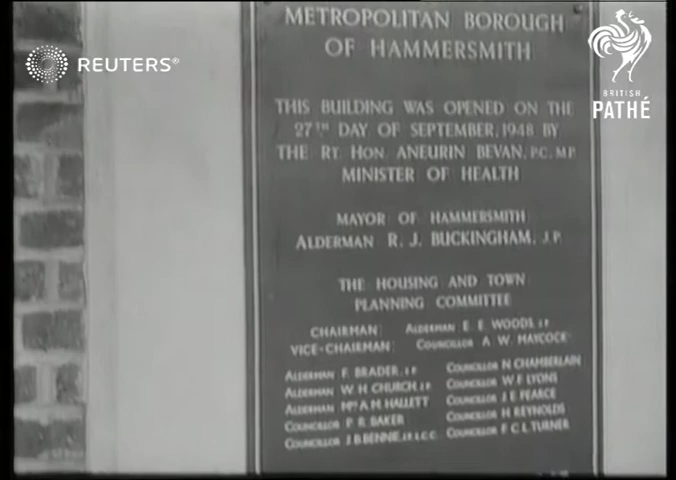 REUTERS®
BRITISH
PATHÉ
METROPOLITAN BOROUGH
OF HAMMERSMITH
THIS BUILDING WAS OPENED ON THE
27TH DAY OF SEPTEMBER, 1948 BY
THE RT. HON. ANEURIN BEVAN, P.C. M.P.
MINISTER OF HEALTH
MAYOR OF HAMMERSMITH
ALDERMAN R. J. BUCKINGHAM, J.P.
THE HOUSING AND TOWN
PLANNING COMMITTEE
CHAIRMAN: ALDERMAN E. E. WOODS, J.P.
VICE-CHAIRMAN: COUNCILLOR A. W. HAYCOCK
ALDERMAN F. BRADER, J.P. COUNCILLOR N. CHAMBERLAIN
ALDERMAN W. H. CHURCH, J.P. COUNCILLOR W. F. LYONS
ALDERMAN MRS A. M. HALLETT COUNCILLOR J. E. PEARCE
COUNCILLOR P. R. BAKER COUNCILLOR H. REYNOLDS
COUNCILLOR J. B. BENNIE, J.P. L.C.C. COUNCILLOR F. C. L. TURNER